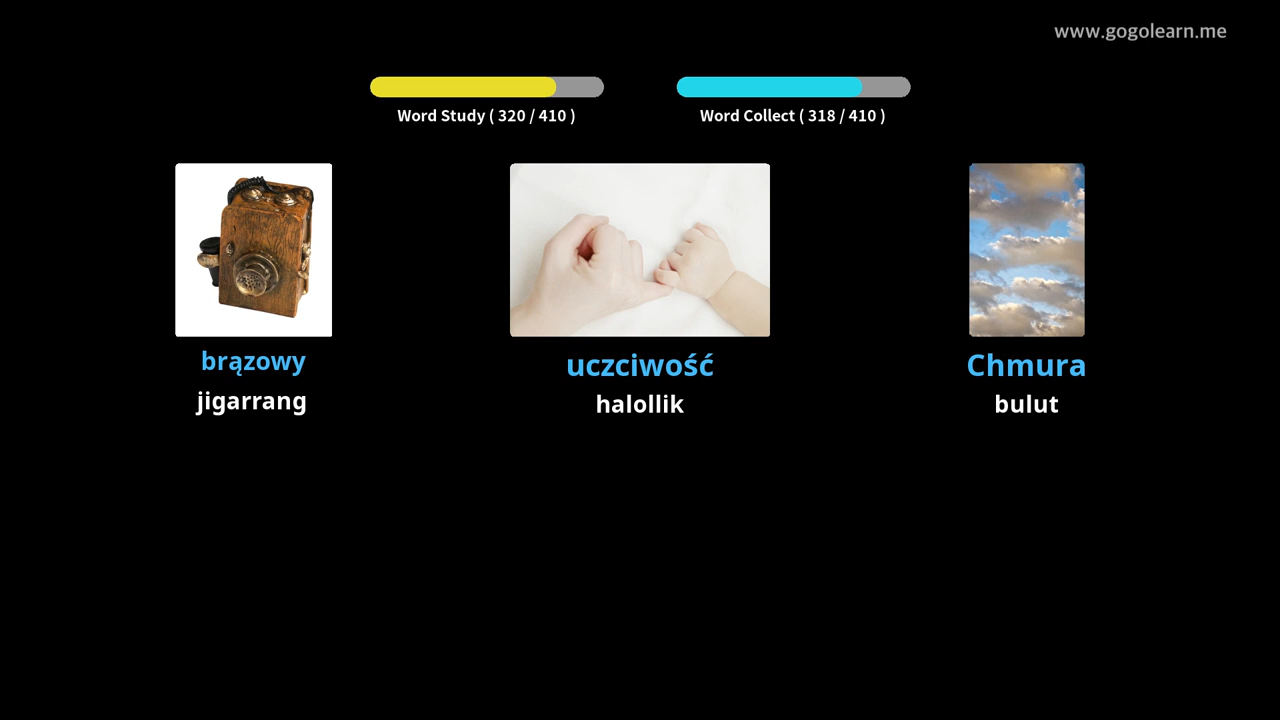 www.gogolearn.me
Word Study ( 320 / 410 )
Word Collect ( 318 / 410 )
brązowy
jigarrang
uczciwość
halollik
Chmura
bulut